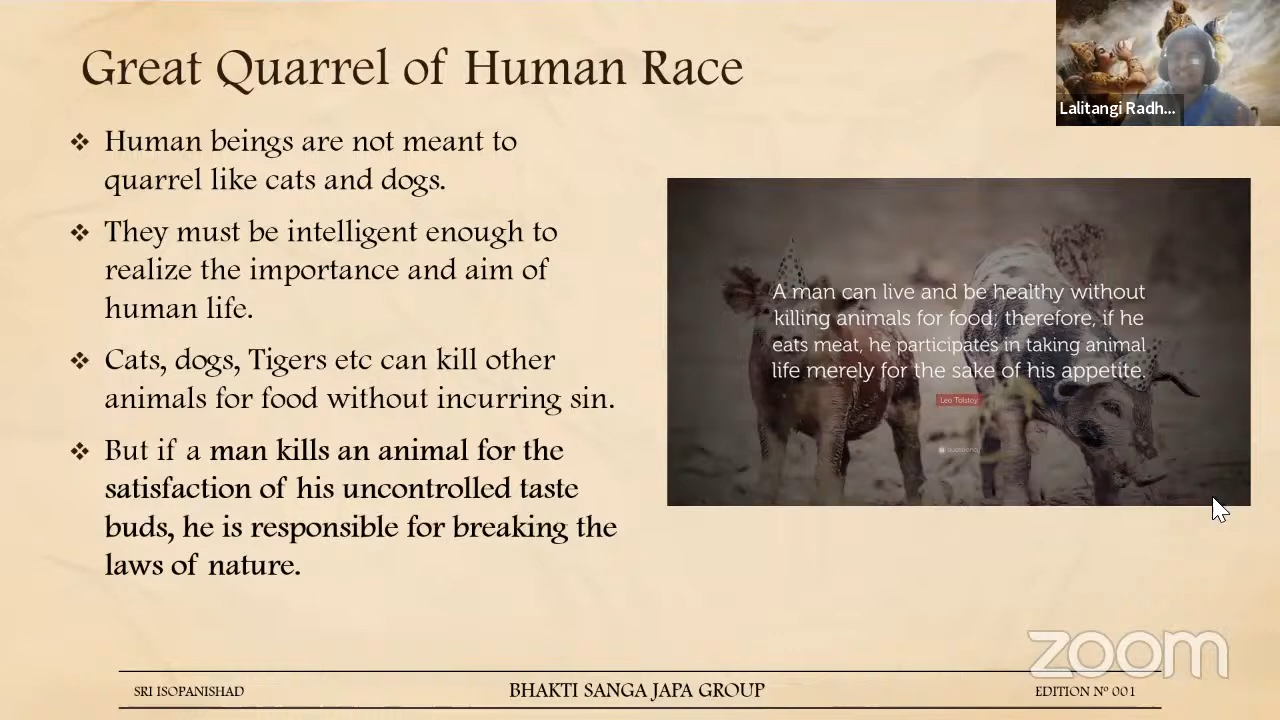 Great Quarrel of Human Race
Lalitangi Radh...
❖ Human beings are not meant to
quarrel like cats and dogs.
❖ They must be intelligent enough to
realize the importance and aim of
human life.
❖ Cats, dogs, Tigers etc can kill other
animals for food without incurring sin.
❖ But if a man kills an animal for the
satisfaction of his uncontrolled taste
buds, he is responsible for breaking the
laws of nature.
A man can live and be healthy without
killing animals for food; therefore, if he
eats meat, he participates in taking animal
life merely for the sake of his appetite.
Leo Tolstoy
zoom
SRI ISOPANISHAD
BHAKTI SANGA JAPA GROUP
EDITION Nº 001